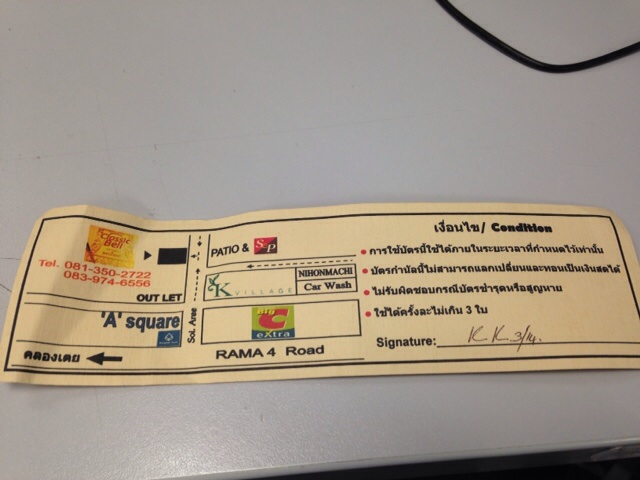 Classic
Bell
Tel. 081-350-2722
083-974-6556
OUT LET
'A' square
คลองเตย
Soi. Area
PATIO & S&P
K VILLAGE
NIHONMACHI
Car Wash
Big
C
eXtra
RAMA 4 Road
เงื่อนไข/ Condition
การใช้บัตรนี้ใช้ได้ภายในระยะเวลาที่กำหนดไว้เท่านั้น
บัตรกำนัลนี้ไม่สามารถแลกเปลี่ยนและทอนเป็นเงินสดได้
ไม่รับผิดชอบกรณีบัตรชำรุดหรือสูญหาย
ใช้ได้ครั้งละไม่เกิน 3 ใบ
Signature: K K 3/14.